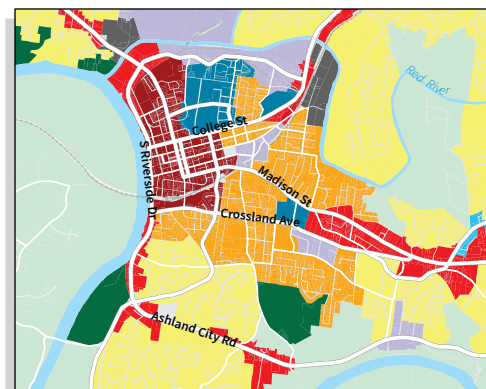 Red River
College St
S Riverside Dr
Madison St
Crossland Ave
Ashland City Rd